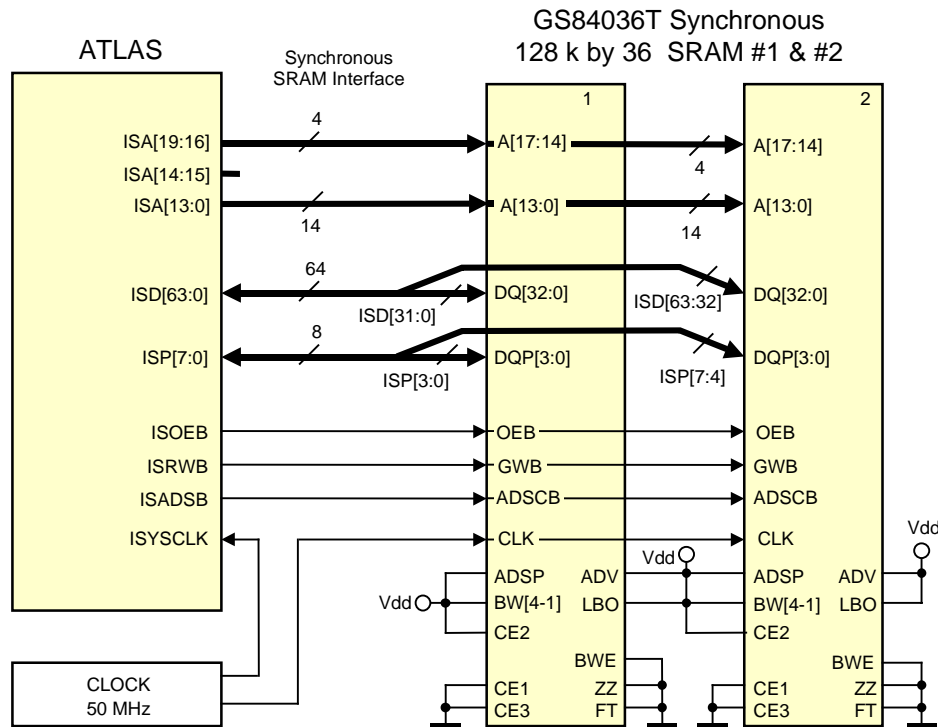 GS84036T Synchronous
128 k by 36 SRAM #1 & #2
ATLAS
Synchronous
SRAM Interface
1
2
ISA[19:16]
4
A[17:14]
4
A[17:14]
ISA[14:15]
ISA[13:0]
14
A[13:0]
14
A[13:0]
ISD[63:0]
64
ISD[31:0]
DQ[32:0]
ISD[63:32]
DQ[32:0]
ISP[7:0]
8
ISP[3:0]
DQP[3:0]
ISP[7:4]
DQP[3:0]
ISOEB
OEB
OEB
ISRWB
GWB
GWB
ISADSB
ADSCB
ADSCB
ISYSCLK
CLK
CLK
Vdd
Vdd
Vdd
ADSP
ADV
ADSP
ADV
BW[4-1]
LBO
BW[4-1]
LBO
CE2
CE2
BWE
BWE
CE1
ZZ
CE1
ZZ
CE3
FT
CE3
FT
CLOCK
50 MHz